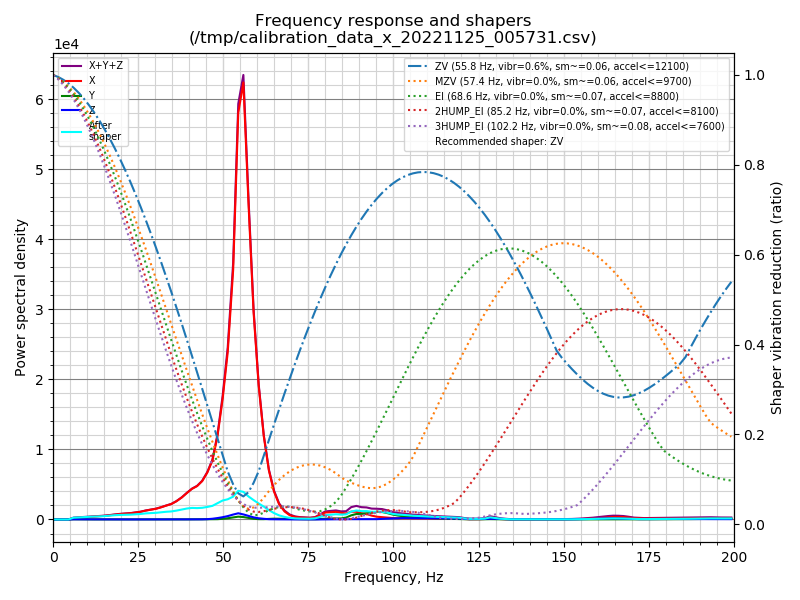 Frequency response and shapers
(/tmp/calibration_data_x_20221125_005731.csv)
1e4
X+Y+Z
X
Y
Z
After
shaper
ZV (55.8 Hz, vibr=0.6%, sm~=0.06, accel<=12100)
MZV (57.4 Hz, vibr=0.0%, sm~=0.06, accel<=9700)
EI (68.6 Hz, vibr=0.0%, sm~=0.07, accel<=8800)
2HUMP_EI (85.2 Hz, vibr=0.0%, sm~=0.07, accel<=8100)
3HUMP_EI (102.2 Hz, vibr=0.0%, sm~=0.08, accel<=7600)
Recommended shaper: ZV
6
5
4
3
2
1
0
Power spectral density
1.0
0.8
0.6
0.4
0.2
0.0
Shaper vibration reduction (ratio)
0 25 50 75 100 125 150 175 200
Frequency, Hz